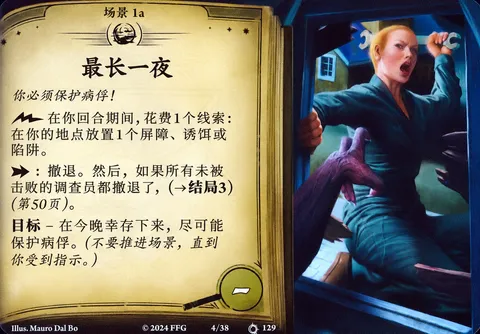 场景 1a
最长一夜
你必须保护病俘！
在你回合期间，花费1个线索：
在你的地点放置1个屏障、诱饵或
陷阱。
：撤退。然后，如果所有未被
击败的调查员都撤退了，(→结局3)
(第50页)。
目标 – 在今晚幸存下来，尽可能
保护病俘。(不要推进场景，直到
你受到指示。)
–
Illus. Mauro Dal Bo
© 2024 FFG
4/38
129